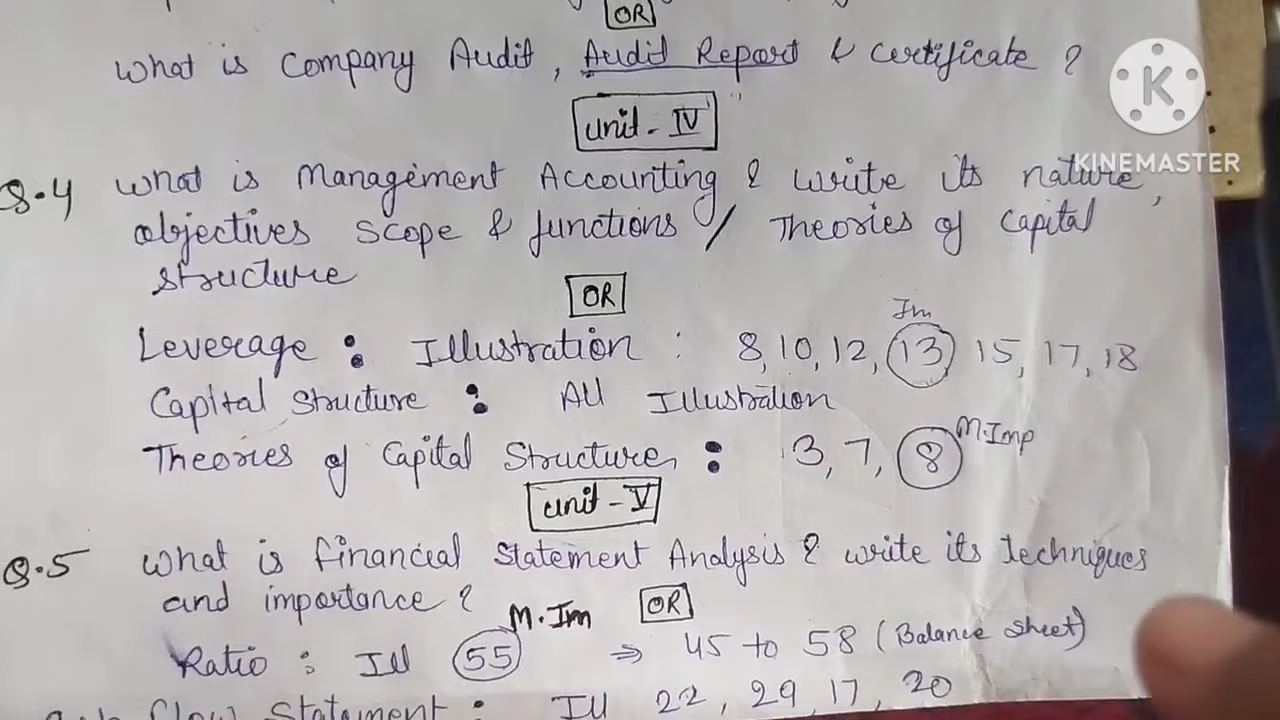 OR
What is Company Audit, Audit Report & certificate ?
Unit - IV
Q.4 What is Management Accounting ? write its nature,
objectives scope & functions / Theories of Capital
structure
OR
Im
Leverage : Illustration : 8, 10, 12, 13 15, 17, 18
Capital Structure : All Illustration
Theories of Capital Structure : 3, 7, 8 M.Imp
Unit - V
Q.5 What is financial Statement Analysis ? write its techniques
and importance ?
M.Im OR
Ratio : Ill 55 ⇒ 45 to 58 (Balance sheet)
Flow Statement : Ill 22, 29, 17, 20
K
KINEMASTER